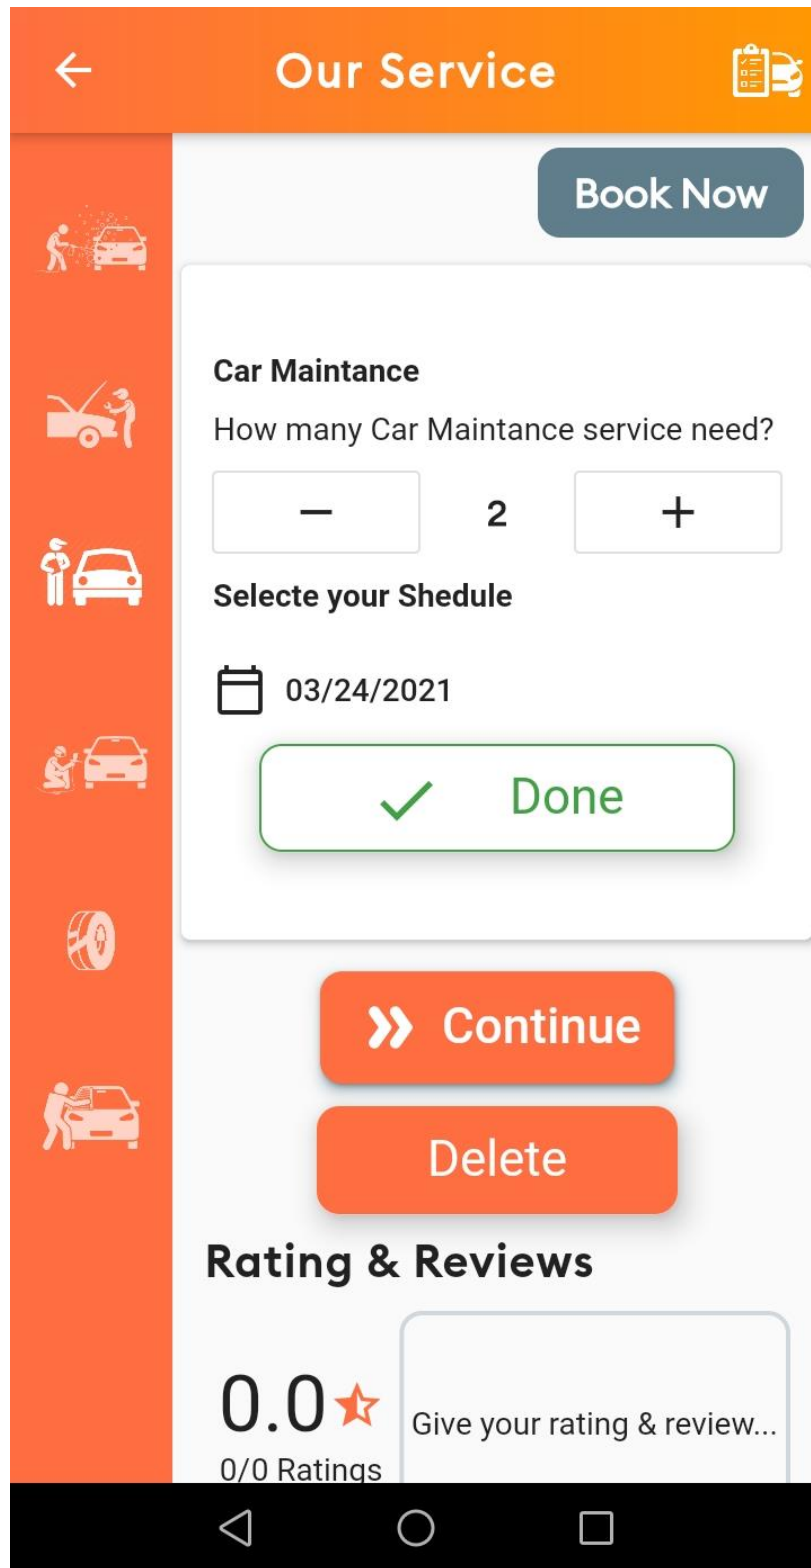 Our Service
Book Now
Car Maintance
How many Car Maintance service need?
2
Selecte your Shedule
03/24/2021
Done
Continue
Delete
Rating & Reviews
0.0
Give your rating & review...
0/0 Ratings